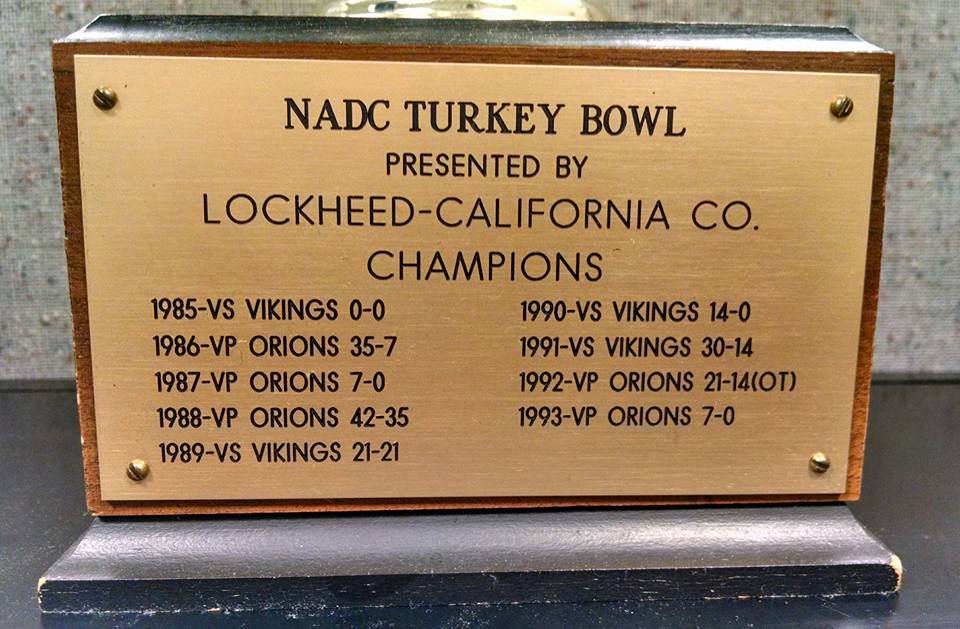 NADC TURKEY BOWL
PRESENTED BY
LOCKHEED-CALIFORNIA CO.
CHAMPIONS
1985-VS VIKINGS 0-0
1986-VP ORIONS 35-7
1987-VP ORIONS 7-0
1988-VP ORIONS 42-35
1989-VS VIKINGS 21-21
1990-VS VIKINGS 14-0
1991-VS VIKINGS 30-14
1992-VP ORIONS 21-14(OT)
1993-VP ORIONS 7-0